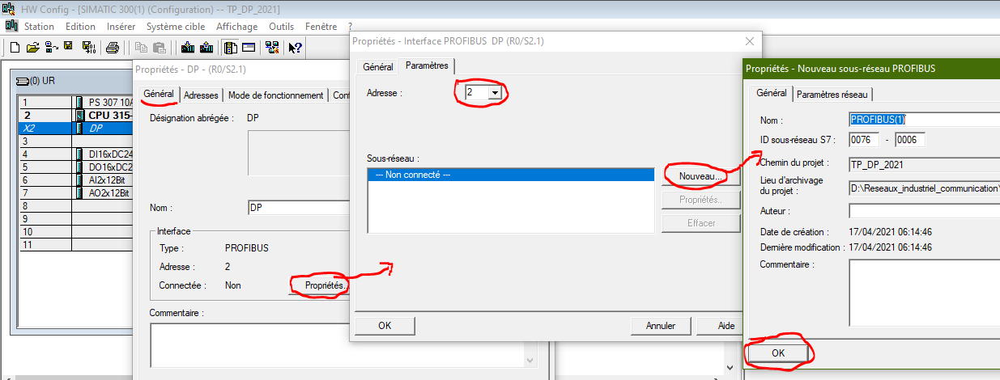 HW Config - [SIMATIC 300(1) (Configuration) -- TP_DP_2021]
Station Edition Insérer Système cible Affichage Outils Fenêtre ?
(0) UR
1 PS 307 10A
2 CPU 315-
X2 DP
4 DI16xDC24
5 DO16xDC2
6 AI2x12Bit
7 AO2x12Bit
8
9
10
11
Propriétés - DP - (R0/S2.1)
Général Adresses Mode de fonctionnement Conf
Désignation abrégée : DP
Nom : DP
Interface
Type : PROFIBUS
Adresse : 2
Connectée : Non Propriétés..
Commentaire :
Propriétés - Interface PROFIBUS DP (R0/S2.1)
Général Paramètres
Adresse : 2
Sous-réseau :
--- Non connecté ---
Nouveau...
Propriétés..
Effacer
OK Annuler Aide
Propriétés - Nouveau sous-réseau PROFIBUS
Général Paramètres réseau
Nom : PROFIBUS(1)
ID sous-réseau S7 : 0076 - 0006
Chemin du projet : TP_DP_2021
Lieu d'archivage
du projet : D:\Reseaux_industriel_communication\
Auteur :
Date de création : 17/04/2021 06:14:46
Dernière modification : 17/04/2021 06:14:46
Commentaire :
OK